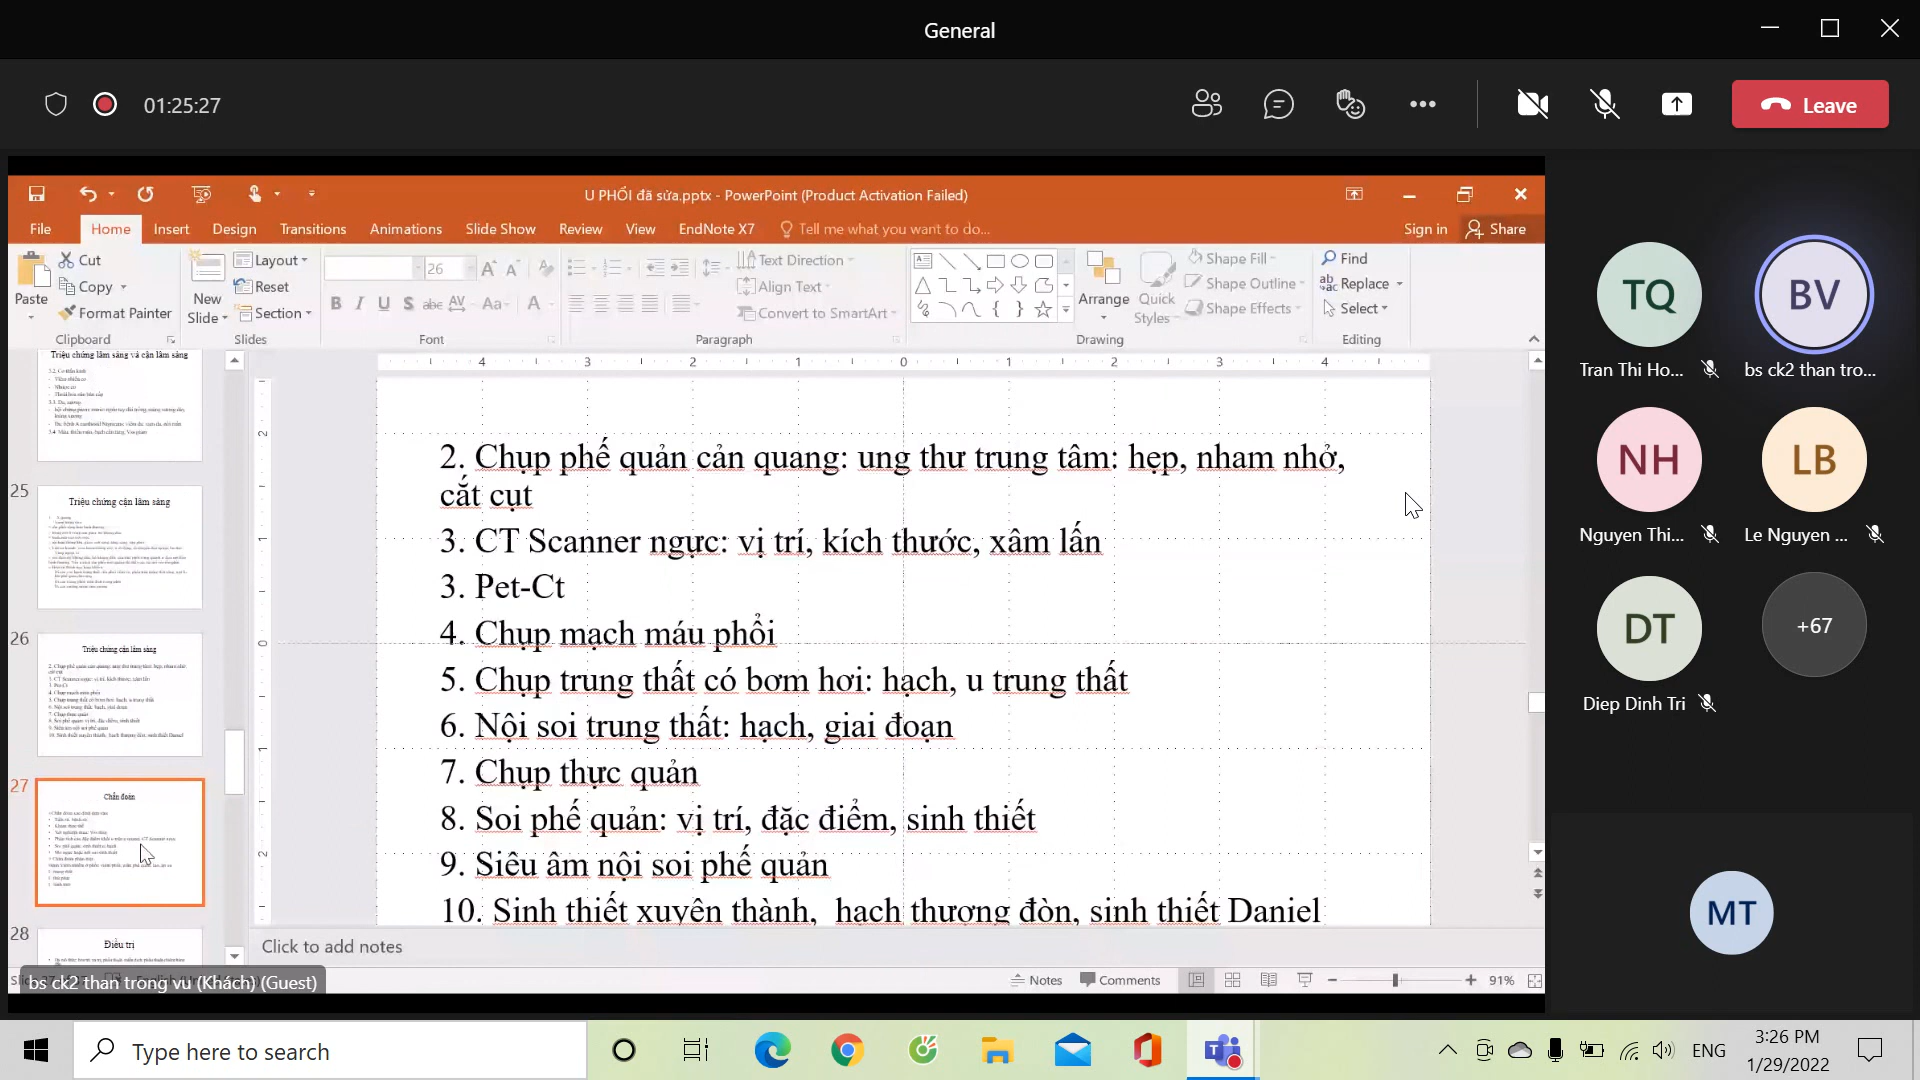 General
01:25:27
Leave
U PHỔI đã sửa.pptx - PowerPoint (Product Activation Failed)
File Home Insert Design Transitions Animations Slide Show Review View EndNote X7 Tell me what you want to do... Sign in Share
Paste
Cut
Copy
Format Painter
Clipboard
New Slide
Layout
Reset
Section
Slides
26
Font
Text Direction
Align Text
Convert to SmartArt
Paragraph
Arrange
Quick Styles
Shape Fill
Shape Outline
Shape Effects
Drawing
Find
Replace
Select
Editing
Triệu chứng lâm sàng và cận lâm sàng
25
Triệu chứng cận lâm sàng
26
Triệu chứng cận lâm sàng
27
Chẩn đoán
28
Điều trị
2. Chụp phế quản cản quang: ung thư trung tâm: hẹp, nham nhở,
cắt cụt
3. CT Scanner ngực: vị trí, kích thước, xâm lấn
3. Pet-Ct
4. Chụp mạch máu phổi
5. Chụp trung thất có bơm hơi: hạch, u trung thất
6. Nội soi trung thất: hạch, giai đoạn
7. Chụp thực quản
8. Soi phế quản: vị trí, đặc điểm, sinh thiết
9. Siêu âm nội soi phế quản
10. Sinh thiết xuyên thành, hạch thượng đòn, sinh thiết Daniel
Click to add notes
Notes Comments 91%
bs ck2 than trong vu (Khách) (Guest)
TQ
Tran Thi Ho...
BV
bs ck2 than tro...
NH
Nguyen Thi...
LB
Le Nguyen ...
DT
Diep Dinh Tri
+67
MT
Type here to search
ENG
3:26 PM
1/29/2022